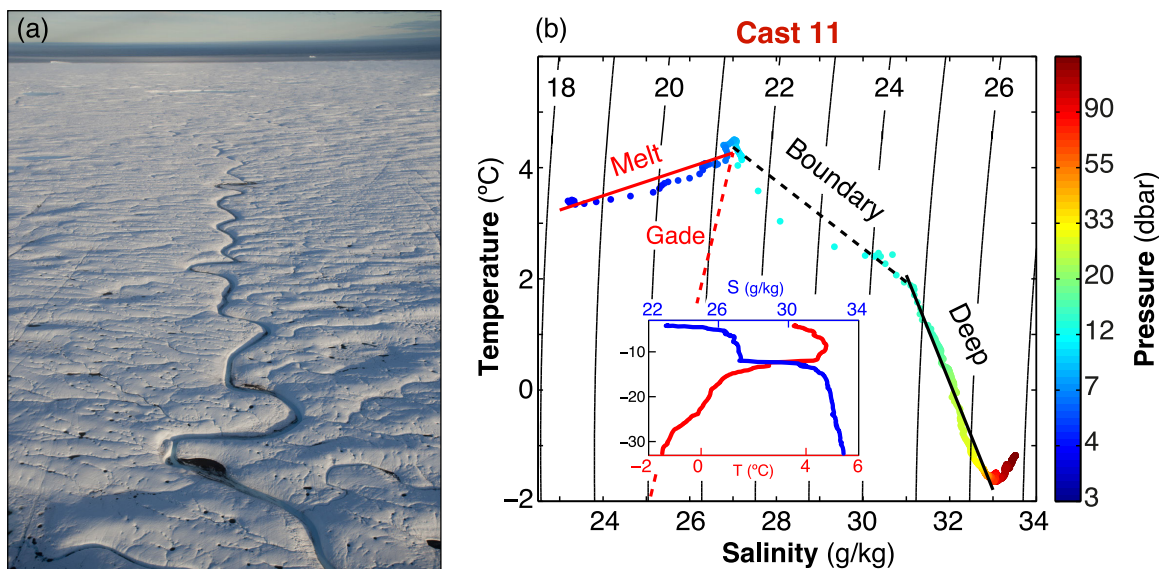 (a)
(b)
Cast 11
18
20
22
24
26
Melt
Boundary
Gade
Deep
Temperature (°C)
4
2
0
−2
24
26
28
30
32
34
Salinity (g/kg)
S (g/kg)
22
26
30
34
−10
−20
−30
−2
0
4
6
T (°C)
90
55
33
20
12
7
4
3
Pressure (dbar)